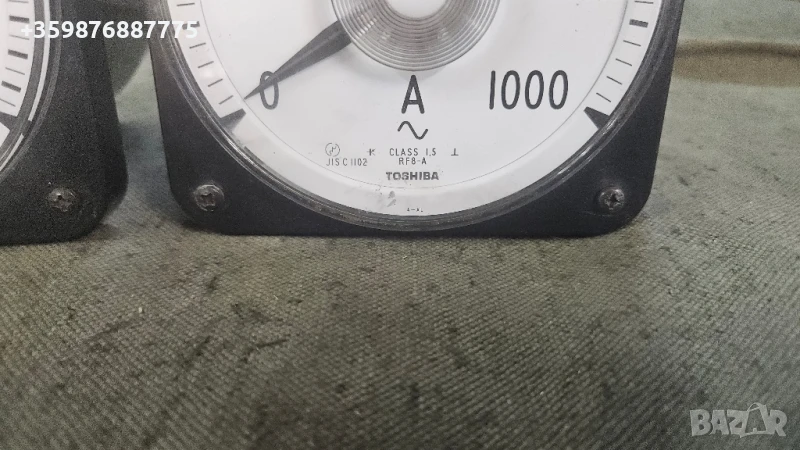 +359876887775
0 A 1000
JIS C 1102
CLASS 1.5
RF8-A
TOSHIBA
BAZAR